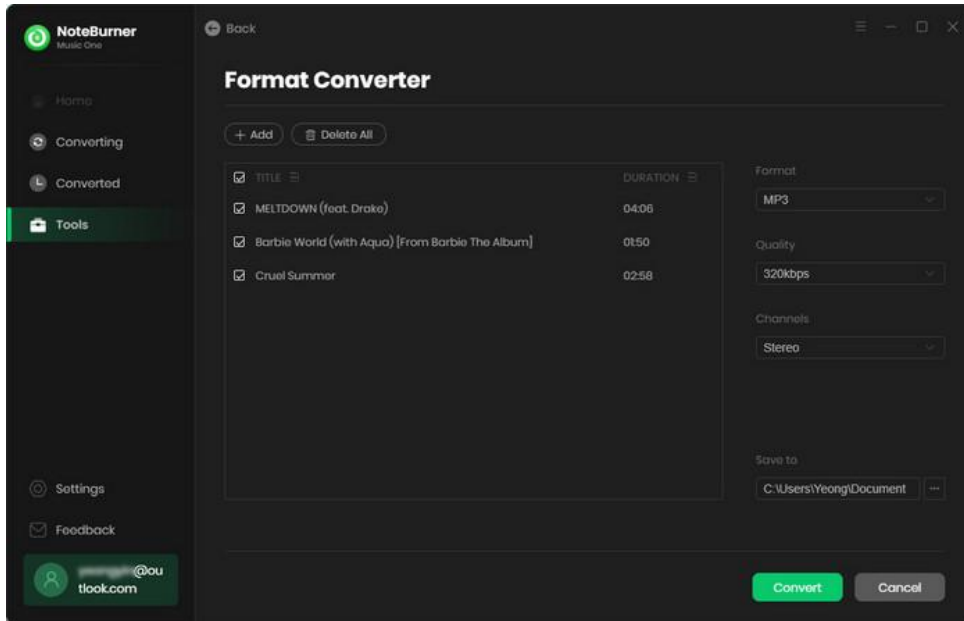 NoteBurner
Music One
Back
Home
Converting
Converted
Tools
Format Converter
+ Add
Delete All
TITLE
DURATION
MELTDOWN (feat. Drake)
04:06
Barbie World (with Aqua) [From Barbie The Album]
01:50
Cruel Summer
02:58
Format
MP3
Quality
320kbps
Channels
Stereo
Save to
C:\Users\Yeong\Document
...
Settings
Feedback
@ou
tlook.com
Convert
Cancel